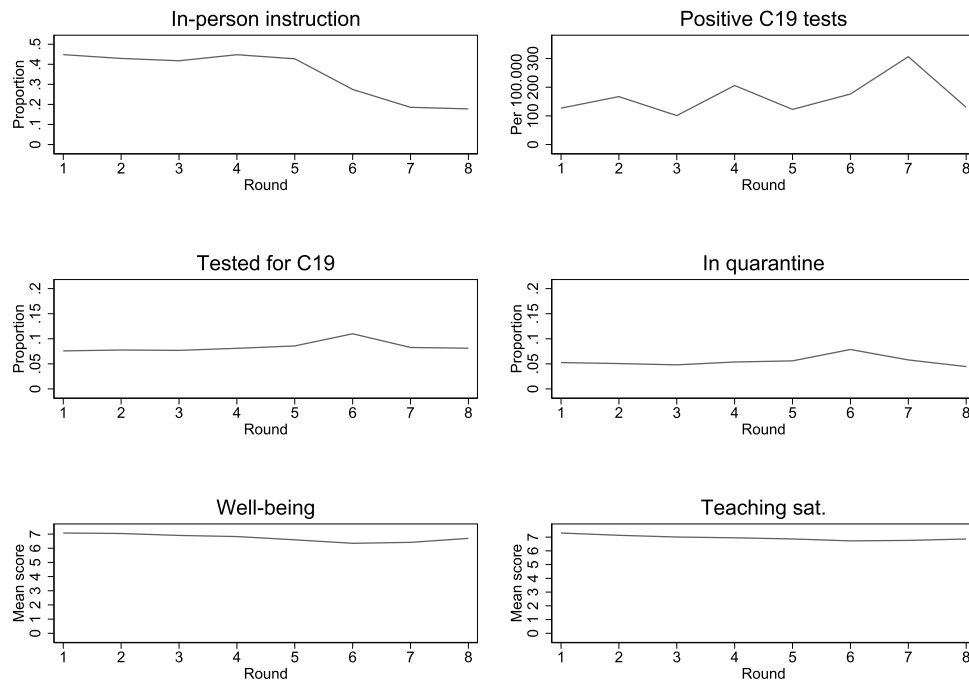 In-person instruction
Proportion
0 .1 .2 .3 .4 .5
1 2 3 4 5 6 7 8
Round
Positive C19 tests
Per 100.000
0 100 200 300
1 2 3 4 5 6 7 8
Round
Tested for C19
Proportion
0 .05 .1 .15 .2
1 2 3 4 5 6 7 8
Round
In quarantine
Proportion
0 .05 .1 .15 .2
1 2 3 4 5 6 7 8
Round
Well-being
Mean score
0 1 2 3 4 5 6 7
1 2 3 4 5 6 7 8
Round
Teaching sat.
Mean score
0 1 2 3 4 5 6 7
1 2 3 4 5 6 7 8
Round